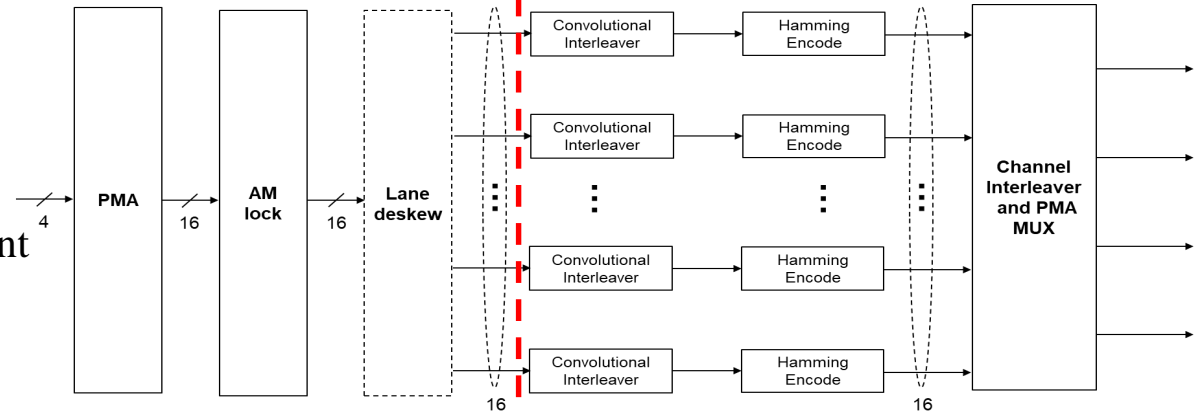 Convolutional
Interleaver
Hamming
Encode
Convolutional
Interleaver
Hamming
Encode
4
nt
PMA
16
AM
lock
16
Lane
deskew
Channel
Interleaver
and PMA
MUX
Convolutional
Interleaver
Hamming
Encode
Convolutional
Interleaver
Hamming
Encode
16
16